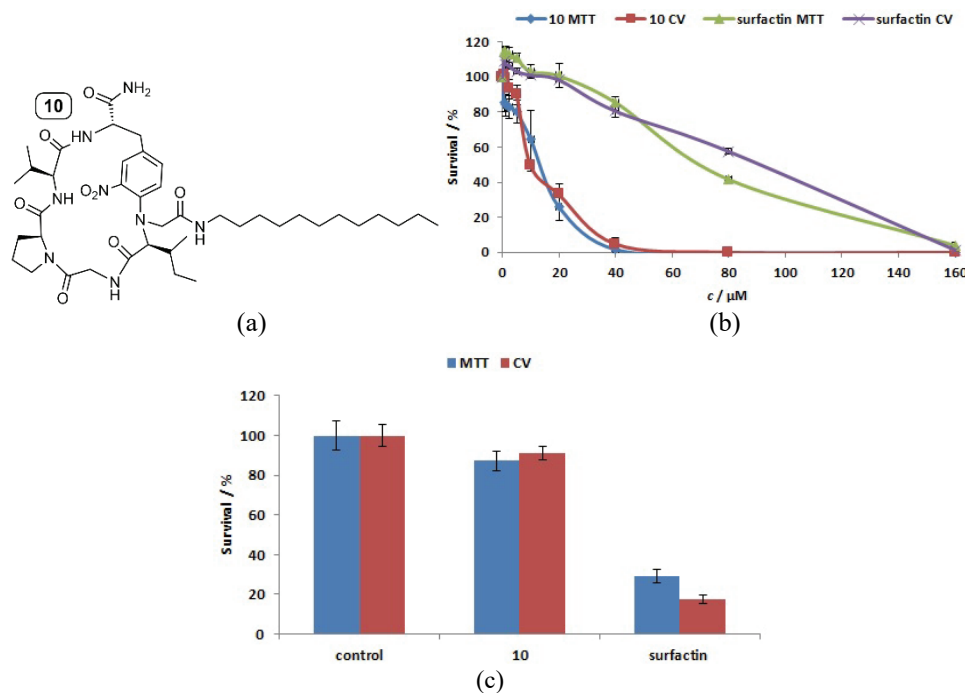 10
O
NH2
HN
O
O2N
NH
O
N
O
N
H
O
N
O
NH
O
(a)
10 MTT 10 CV surfactin MTT surfactin CV
Survival / %
120
100
80
60
40
20
0
0 20 40 60 80 100 120 140 160
c / µM
(b)
MTT CV
Survival / %
120
100
80
60
40
20
0
control 10 surfactin
(c)